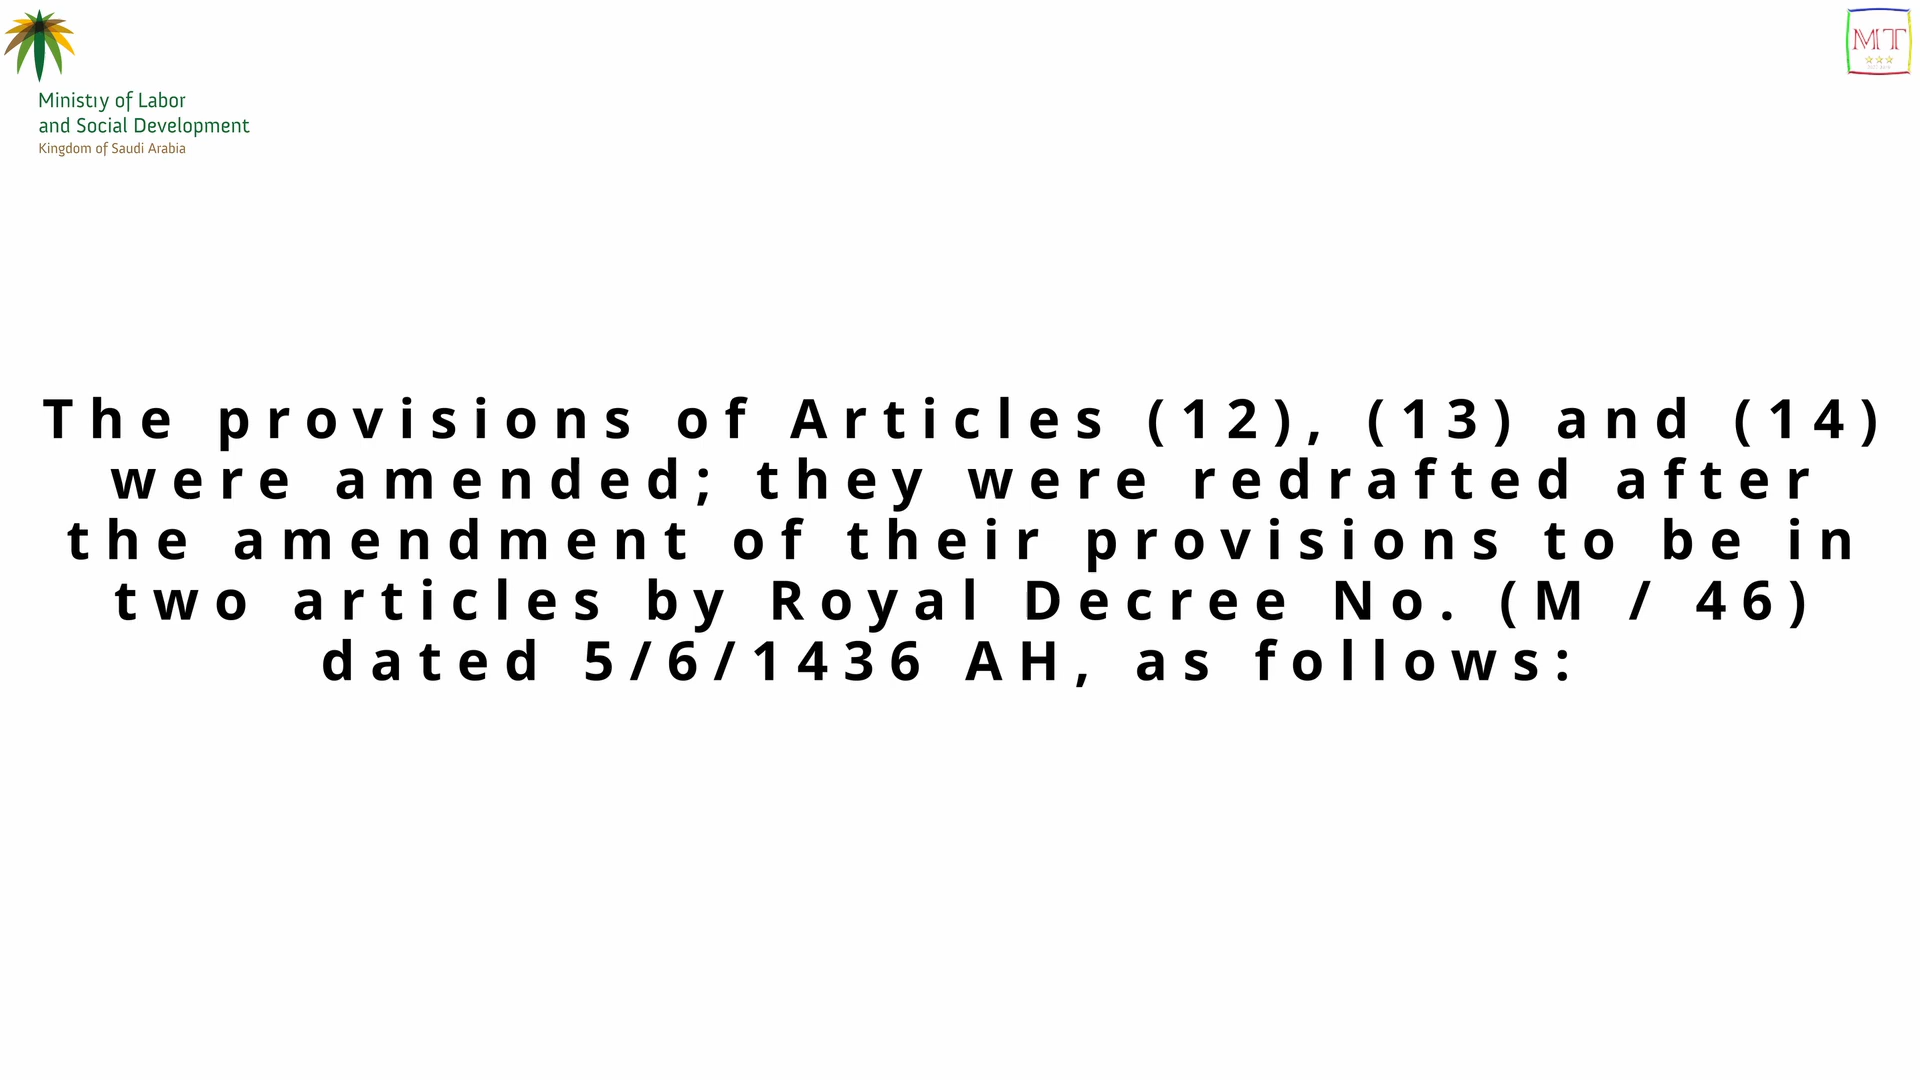 Ministry of Labor
and Social Development
Kingdom of Saudi Arabia
MT
The provisions of Articles (12), (13) and (14)
were amended; they were redrafted after
the amendment of their provisions to be in
two articles by Royal Decree No. (M / 46)
dated 5/6/1436 AH, as follows: